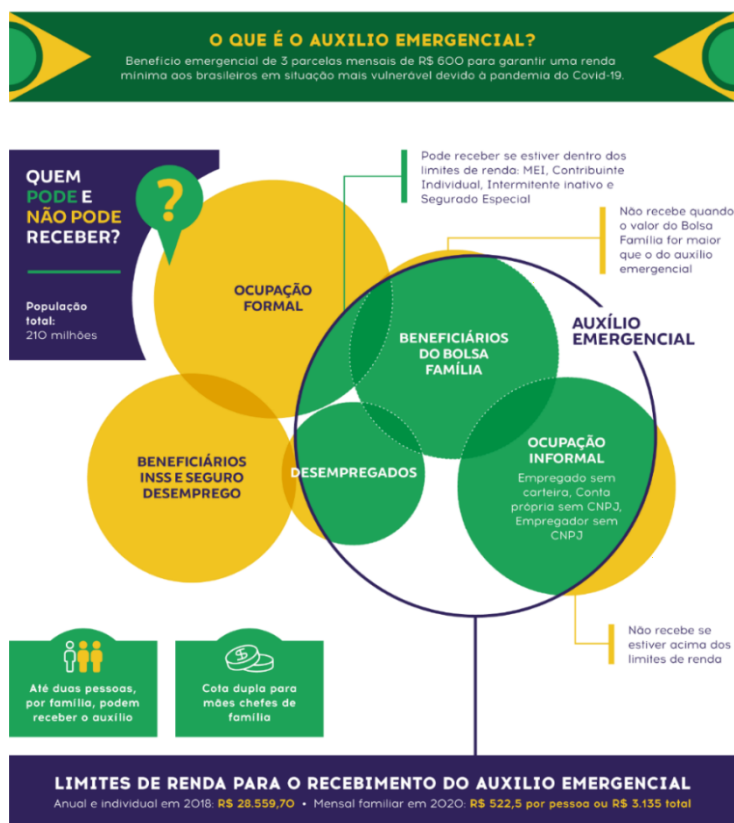 O QUE É O AUXILIO EMERGENCIAL?
Benefício emergencial de 3 parcelas mensais de R$ 600 para garantir uma renda
mínima aos brasileiros em situação mais vulnerável devido à pandemia do Covid-19.
QUEM
PODE E
NÃO PODE
RECEBER?
?
População
total:
210 milhões
Pode receber se estiver dentro dos
limites de renda: MEI, Contribuinte
Individual, Intermitente inativo e
Segurado Especial
Não recebe quando
o valor do Bolsa
Família for maior
que o do auxílio
emergencial
OCUPAÇÃO
FORMAL
BENEFICIÁRIOS
DO BOLSA
FAMÍLIA
AUXÍLIO
EMERGENCIAL
BENEFICIÁRIOS
INSS E SEGURO
DESEMPREGO
DESEMPREGADOS
OCUPAÇÃO
INFORMAL
Empregado sem
carteira, Conta
própria sem CNPJ,
Empregador sem
CNPJ
Não recebe se
estiver acima dos
limites de renda
Até duas pessoas,
por família, podem
receber o auxílio
$
Cota dupla para
mães chefes de
família
LIMITES DE RENDA PARA O RECEBIMENTO DO AUXILIO EMERGENCIAL
Anual e individual em 2018: R$ 28.559,70 • Mensal familiar em 2020: R$ 522,5 por pessoa ou R$ 3.135 total